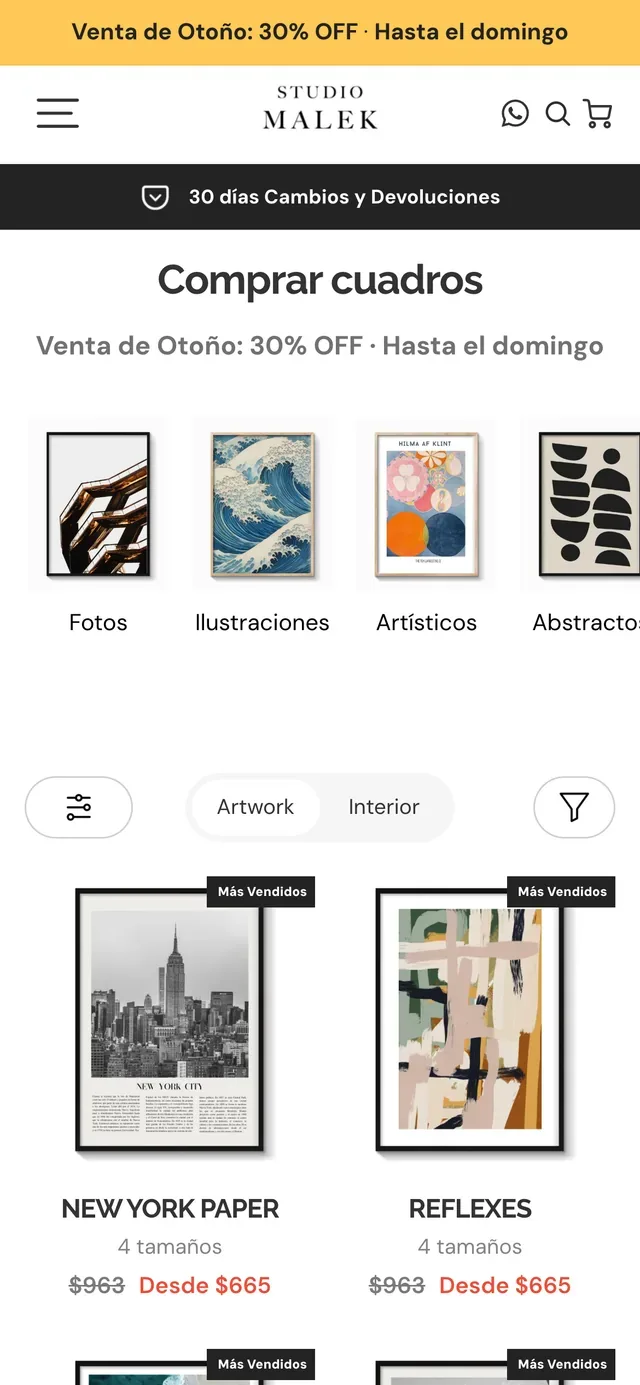 Venta de Otoño: 30% OFF · Hasta el domingo
STUDIO
MALEK
30 días Cambios y Devoluciones
Comprar cuadros
Venta de Otoño: 30% OFF · Hasta el domingo
HILMA AF KLINT
Fotos
Ilustraciones
Artísticos
Abstractos
Artwork
Interior
Más Vendidos
Más Vendidos
NEW YORK CITY
NEW YORK PAPER
REFLEXES
4 tamaños
4 tamaños
$963 Desde $665
$963 Desde $665
Más Vendidos
Más Vendidos